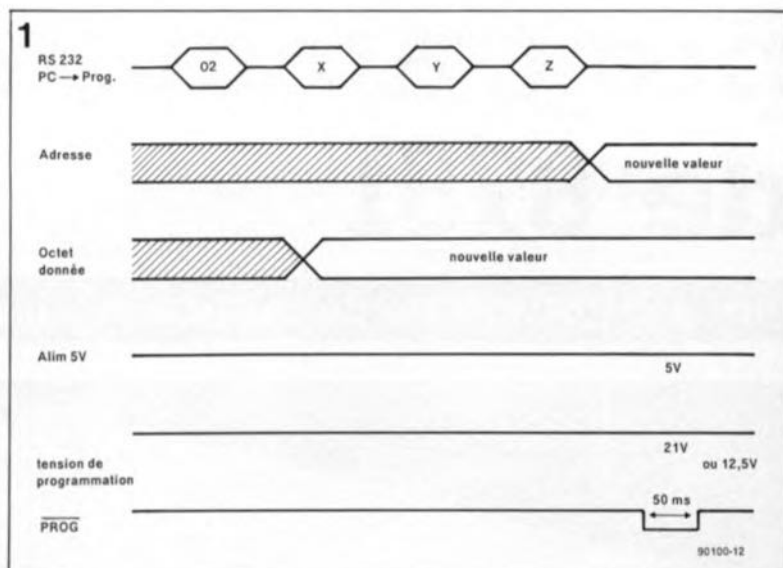 1
RS 232
PC → Prog.
02
X
Y
Z
Adresse
nouvelle valeur
Octet
donnée
nouvelle valeur
Alim 5V
5V
21V
ou 12,5V
tension de
programmation
50 ms
PROG
90100-12